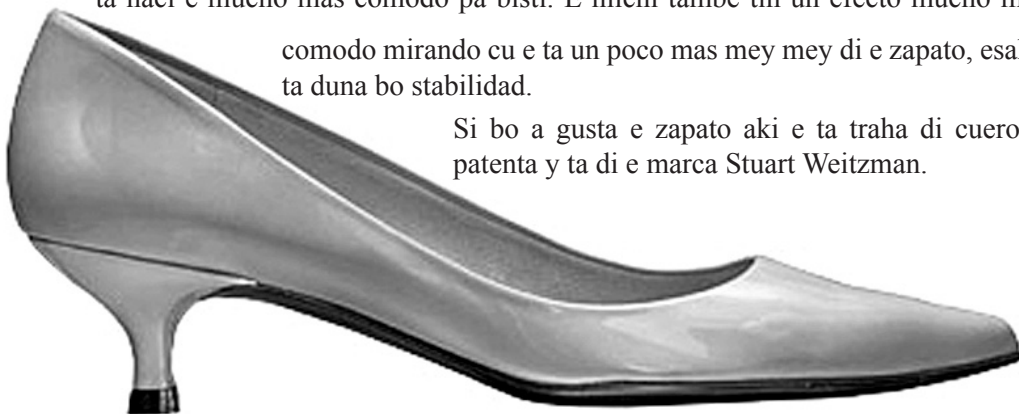 ta haci e mucho mas comodo pa bisti. E tambe tin un efecto mucho
comodo mirando cu e ta un poco mas mey mey di e zapato,
ta duna bo stabilidad.
Si bo a gusta e zapato aki e ta traha di cuero
patenta y ta di e marca Stuart Weitzman.